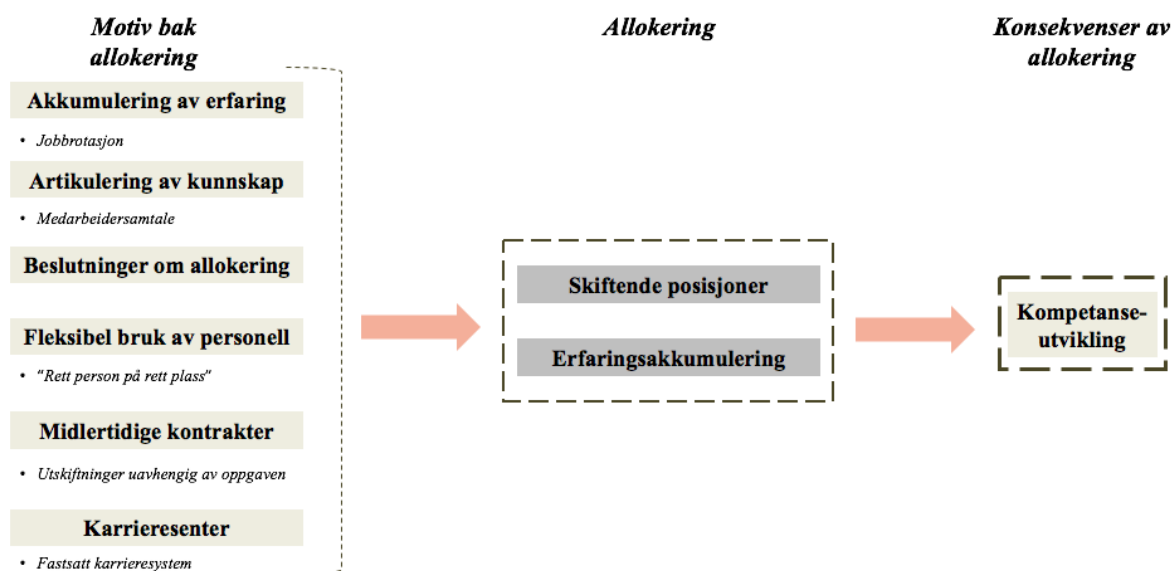 Motiv bak
allokering
Akkumulering av erfaring
• Jobbrotasjon
Artikulering av kunnskap
• Medarbeidersamtale
Beslutninger om allokering
Fleksibel bruk av personell
• "Rett person på rett plass"
Midlertidige kontrakter
• Utskiftninger uavhengig av oppgaven
Karrieresenter
• Fastsatt karrieresystem
Allokering
Skiftende posisjoner
Erfaringsakkumulering
Konsekvenser av
allokering
Kompetanse-
utvikling